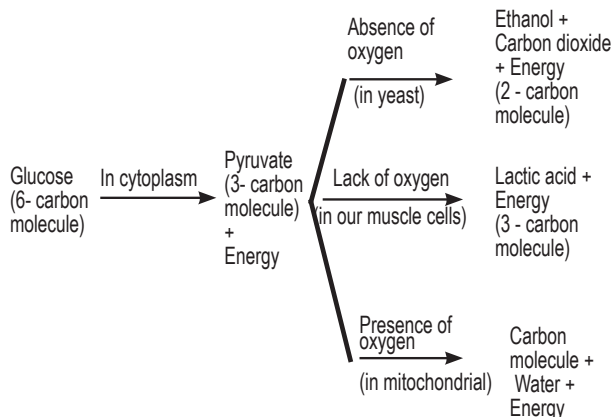 Glucose
(6- carbon
molecule)
In cytoplasm
Pyruvate
(3- carbon
molecule)
+
Energy
Absence of
oxygen
(in yeast)
Ethanol +
Carbon dioxide
+ Energy
(2 - carbon
molecule)
Lack of oxygen
(in our muscle cells)
Lactic acid +
Energy
(3 - carbon
molecule)
Presence of
oxygen
(in mitochondrial)
Carbon
molecule +
Water +
Energy